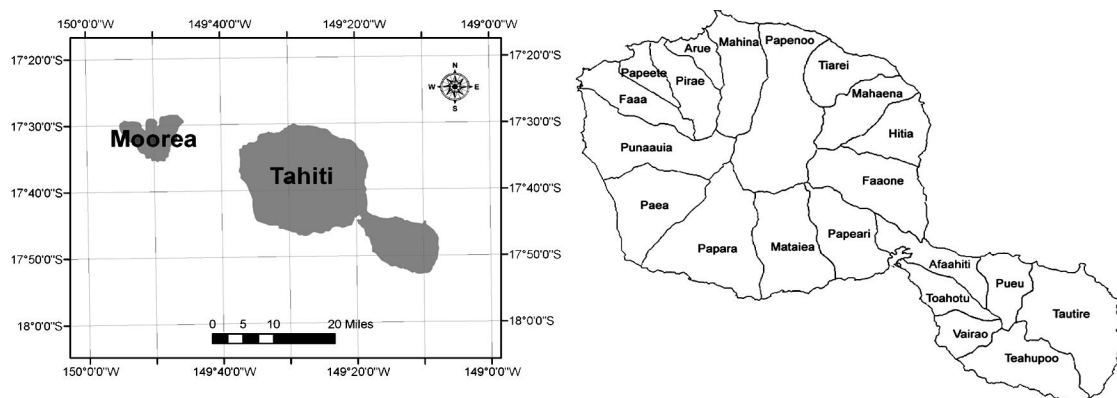 150°0'0"W 149°40'0"W 149°20'0"W 149°0'0"W
17°20'0"S 17°20'0"S
N
W E
S
17°30'0"S 17°30'0"S
Moorea
Tahiti
17°40'0"S 17°40'0"S
17°50'0"S 17°50'0"S
0 5 10 20 Miles
18°0'0"S 18°0'0"S
150°0'0"W 149°40'0"W 149°20'0"W 149°0'0"W
Arue Mahina Papenoo
Papeete Pirae Tiarei
Faaa Mahaena
Punaauia Hitia
Paea Faaone
Papara Mataiea Papeari
Afaahiti Pueu
Toahotu Tautire
Vairao
Teahupoo